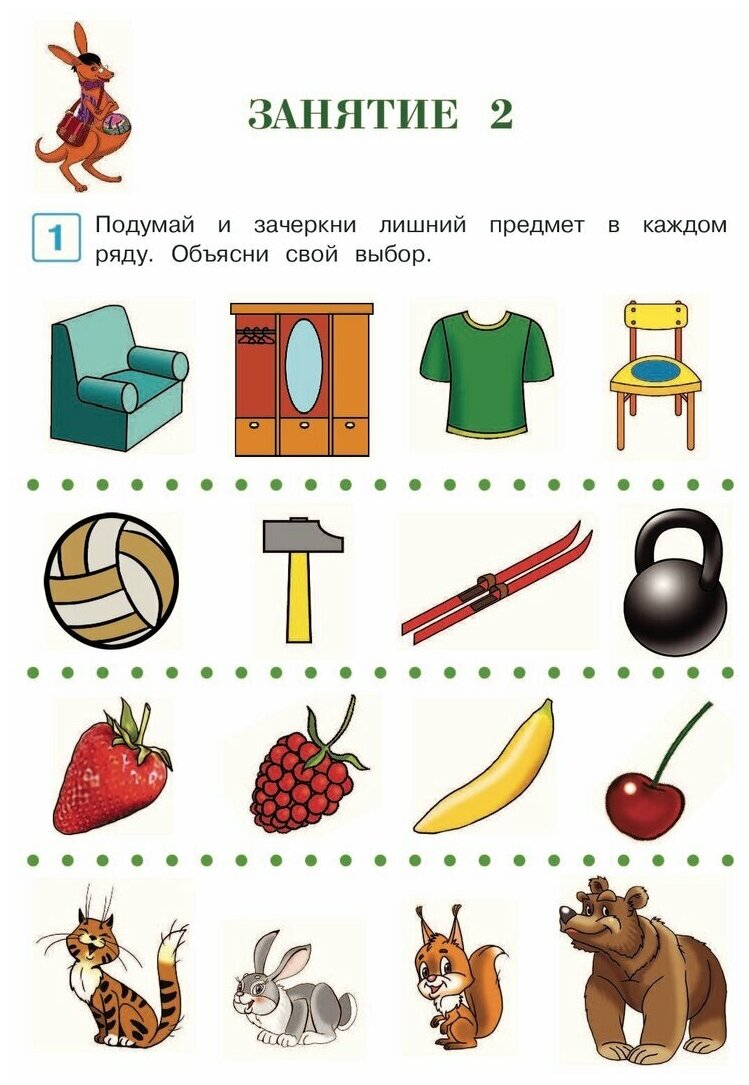 ЗАНЯТИЕ 2
1
Подумай и зачеркни лишний предмет в каждом
ряду. Объясни свой выбор.